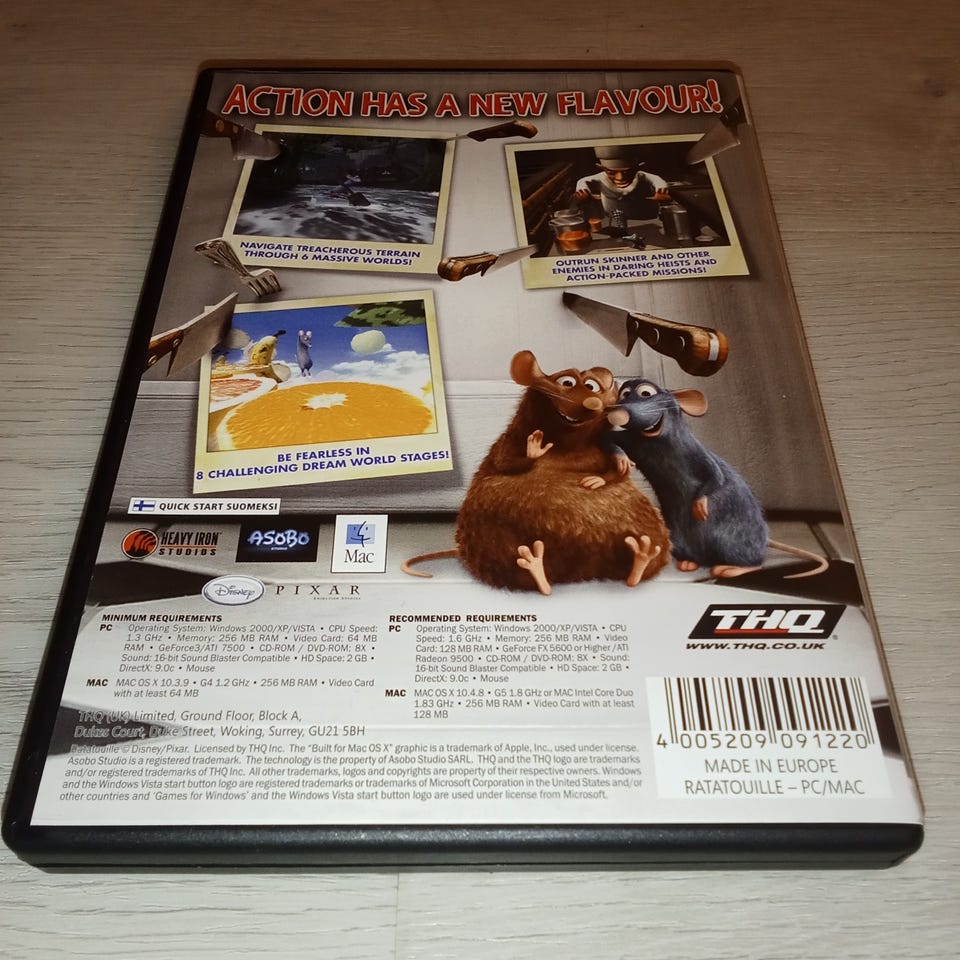 ACTION HAS A NEW FLAVOUR!
NAVIGATE TREACHEROUS TERRAIN
THROUGH 6 MASSIVE WORLDS!
OUTRUN SKINNER AND OTHER
ENEMIES IN DARING HEISTS AND
ACTION-PACKED MISSIONS!
BE FEARLESS IN
8 CHALLENGING DREAM WORLD STAGES!
QUICK START SUOMEKSI
HEAVY IRON
STUDIOS
ASOBO
STUDIO
Mac
Disney PIXAR
ANIMATION STUDIOS
MINIMUM REQUIREMENTS
PC Operating System: Windows 2000/XP/VISTA • CPU Speed:
1.3 GHz • Memory: 256 MB RAM • Video Card: 64 MB
RAM • GeForce3/ATI 7500 • CD-ROM / DVD-ROM: 8X •
Sound: 16-bit Sound Blaster Compatible • HD Space: 2 GB •
DirectX: 9.0c • Mouse
MAC MAC OS X 10.3.9 • G4 1.2 GHz • 256 MB RAM • Video Card
with at least 64 MB
RECOMMENDED REQUIREMENTS
PC Operating System: Windows 2000/XP/VISTA • CPU
Speed: 1.6 GHz • Memory: 256 MB RAM • Video
Card: 128 MB RAM • GeForce FX 5600 or Higher /ATI
Radeon 9500 • CD-ROM / DVD-ROM: 8X • Sound:
16-bit Sound Blaster Compatible • HD Space: 2 GB •
DirectX: 9.0c • Mouse
MAC MAC OS X 10.4.8 • G5 1.8 GHz or MAC Intel Core Duo
1.83 GHz • 256 MB RAM • Video Card with at least
128 MB
THQ
WWW.THQ.CO.UK
THQ (UK) Limited, Ground Floor, Block A,
Dukes Court, Duke Street, Woking, Surrey, GU21 5BH
Ratatouille © Disney/Pixar. Licensed by THQ Inc. The "Built for Mac OS X" graphic is a trademark of Apple, Inc., used under license.
Asobo Studio is a registered trademark. The technology is the property of Asobo Studio SARL. THQ and the THQ logo are trademarks
and/or registered trademarks of THQ Inc. All other trademarks, logos and copyrights are property of their respective owners. Windows
and the Windows Vista start button logo are registered trademarks or trademarks of Microsoft Corporation in the United States and/or
other countries and 'Games for Windows' and the Windows Vista start button logo are used under license from Microsoft.
4 005209 091220
MADE IN EUROPE
RATATOUILLE – PC/MAC